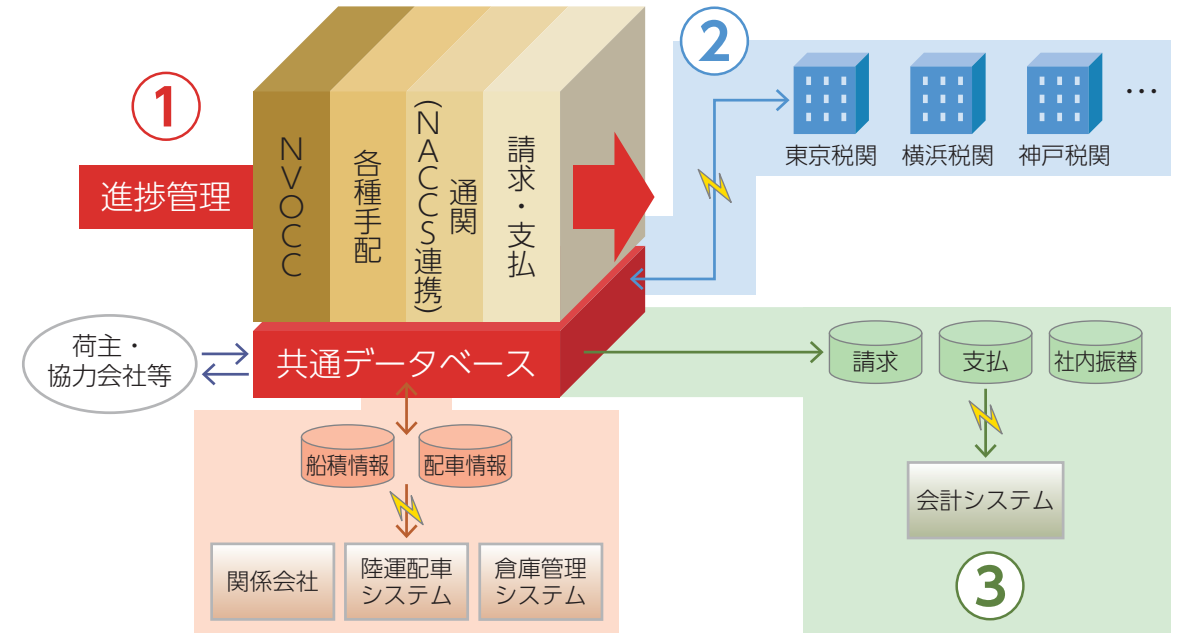 ①
進捗管理
NVOCC
各種手配
通関
(NACCS連携)
請求・支払
②
東京税関
横浜税関
神戸税関
…
荷主・
協力会社等
共通データベース
請求
支払
社内振替
会計システム
③
船積情報
配車情報
関係会社
陸運配車
システム
倉庫管理
システム